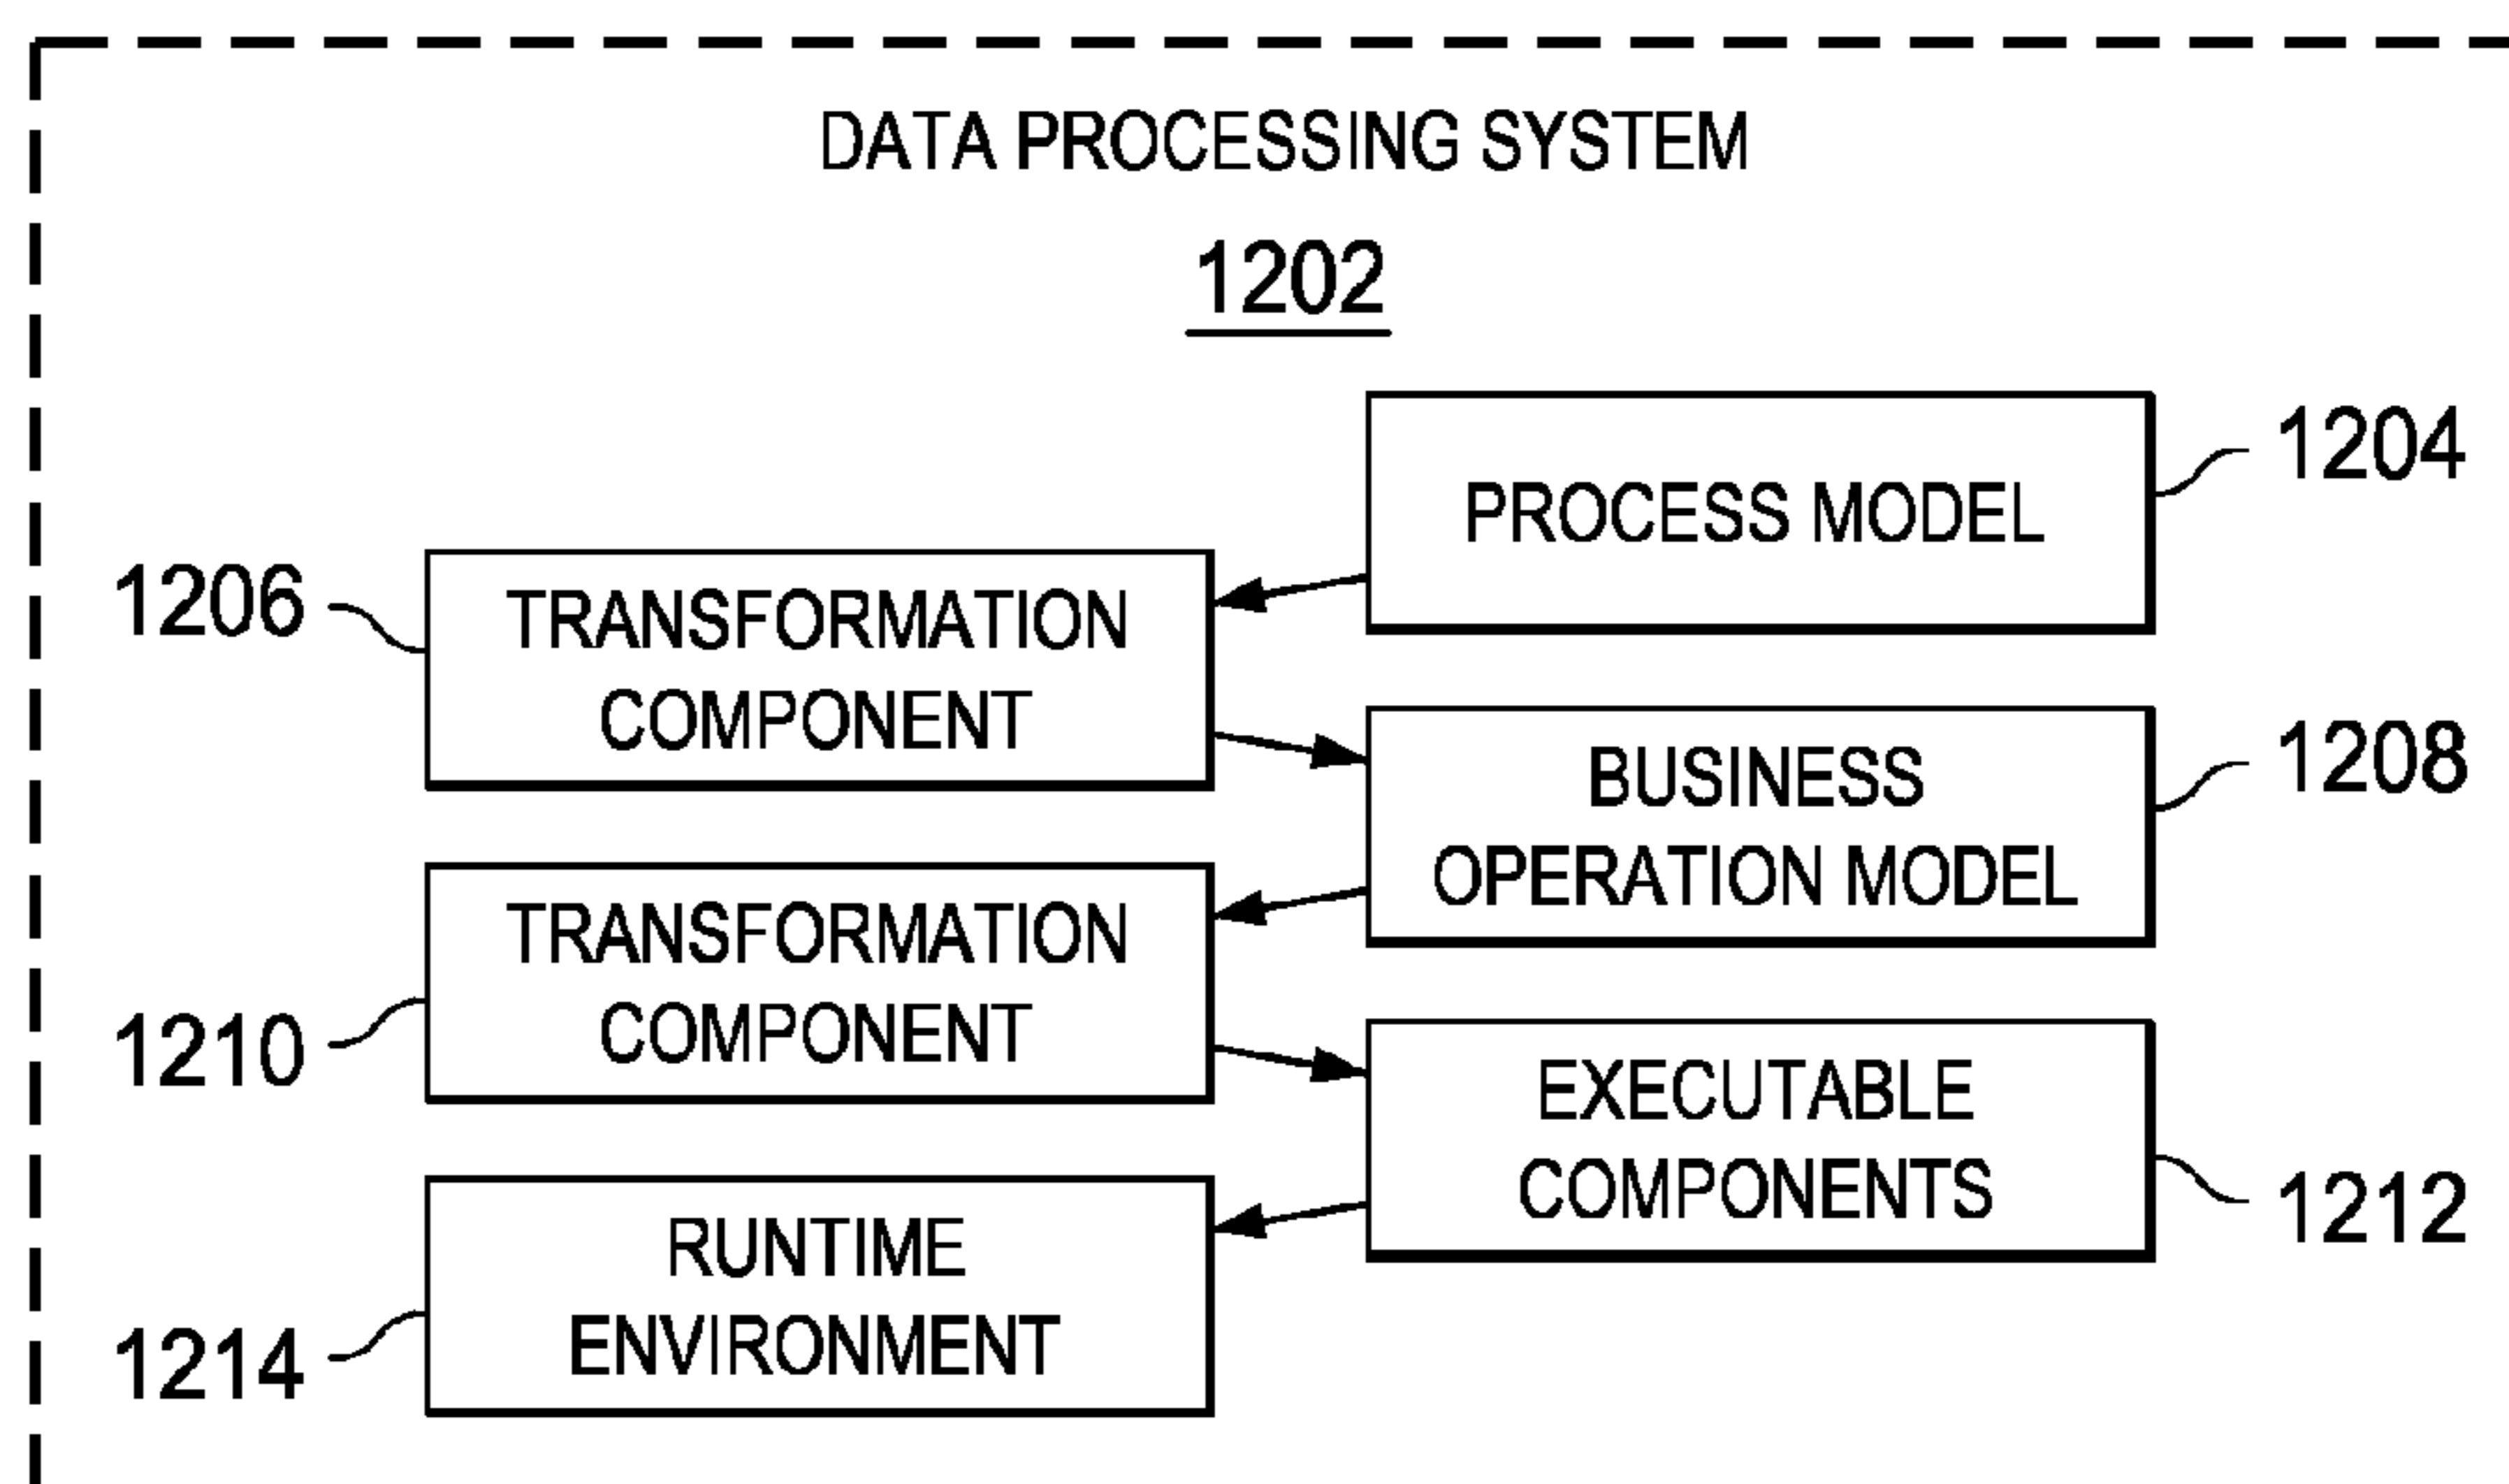 DATA PROCESSING SYSTEM
1202
PROCESS MODEL
1204
1206
TRANSFORMATION
COMPONENT
BUSINESS
OPERATION MODEL
1208
TRANSFORMATION
COMPONENT
1210
EXECUTABLE
COMPONENTS
1212
RUNTIME
ENVIRONMENT
1214